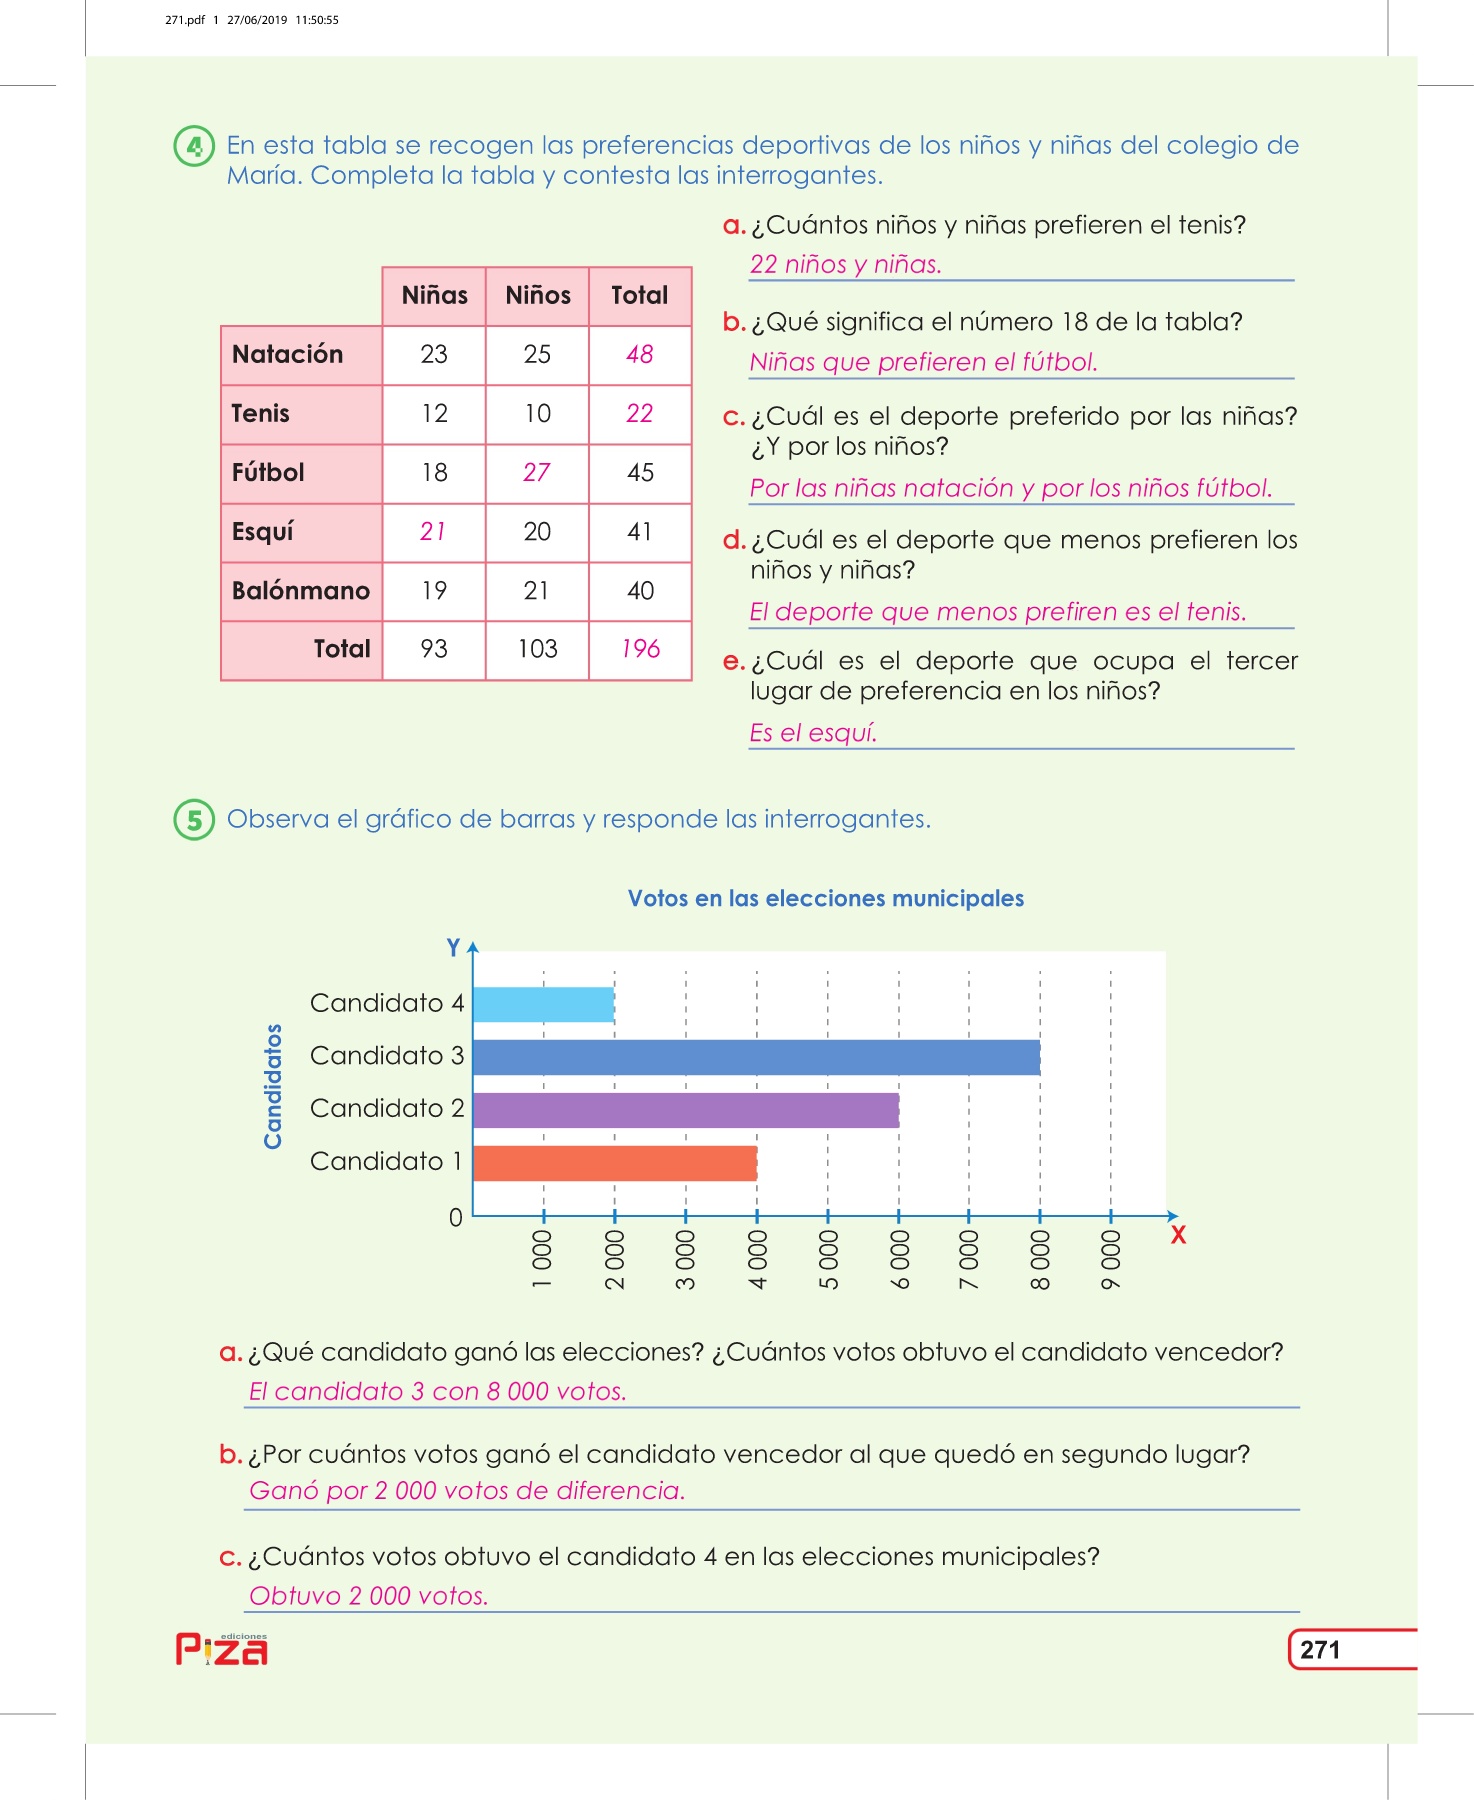 271.pdf 1 27/06/2019 11:50:55
4 En esta tabla se recogen las preferencias deportivas de los niños y niñas del colegio de
María. Completa la tabla y contesta las interrogantes.
Niñas Niños Total
Natación 23 25 48
Tenis 12 10 22
Fútbol 18 27 45
Esquí 21 20 41
Balónmano 19 21 40
Total 93 103 196
a. ¿Cuántos niños y niñas prefieren el tenis?
22 niños y niñas.
b. ¿Qué significa el número 18 de la tabla?
Niñas que prefieren el fútbol.
c. ¿Cuál es el deporte preferido por las niñas?
¿Y por los niños?
Por las niñas natación y por los niños fútbol.
d. ¿Cuál es el deporte que menos prefieren los
niños y niñas?
El deporte que menos prefiren es el tenis.
e. ¿Cuál es el deporte que ocupa el tercer
lugar de preferencia en los niños?
Es el esquí.
5 Observa el gráfico de barras y responde las interrogantes.
Votos en las elecciones municipales
Y
Candidatos
Candidato 4
Candidato 3
Candidato 2
Candidato 1
0
X
1 000
2 000
3 000
4 000
5 000
6 000
7 000
8 000
9 000
a. ¿Qué candidato ganó las elecciones? ¿Cuántos votos obtuvo el candidato vencedor?
El candidato 3 con 8 000 votos.
b. ¿Por cuántos votos ganó el candidato vencedor al que quedó en segundo lugar?
Ganó por 2 000 votos de diferencia.
c. ¿Cuántos votos obtuvo el candidato 4 en las elecciones municipales?
Obtuvo 2 000 votos.
ediciones
Piza
271